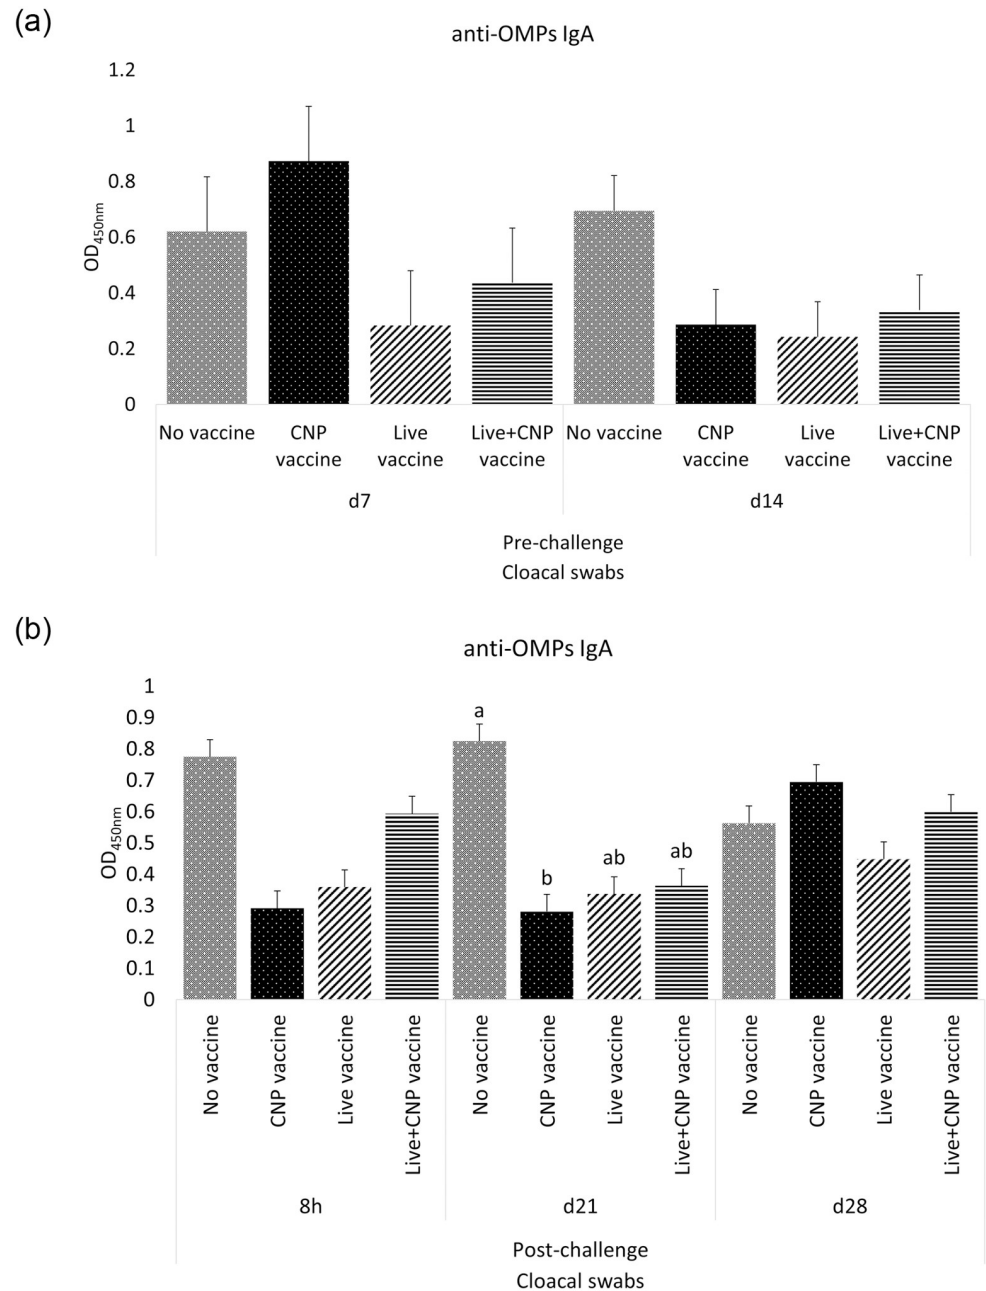 (a)
anti-OMPs IgA
1.2
1
0.8
0.6
0.4
0.2
0
OD450nm
No vaccine CNP vaccine Live vaccine Live+CNP vaccine No vaccine CNP vaccine Live vaccine Live+CNP vaccine
d7 d14
Pre-challenge
Cloacal swabs
(b)
anti-OMPs IgA
1
0.9
0.8
0.7
0.6
0.5
0.4
0.3
0.2
0.1
0
OD450nm
a
b
ab
ab
No vaccine
CNP vaccine
Live vaccine
Live+CNP vaccine
No vaccine
CNP vaccine
Live vaccine
Live+CNP vaccine
No vaccine
CNP vaccine
Live vaccine
Live+CNP vaccine
8h d21 d28
Post-challenge
Cloacal swabs